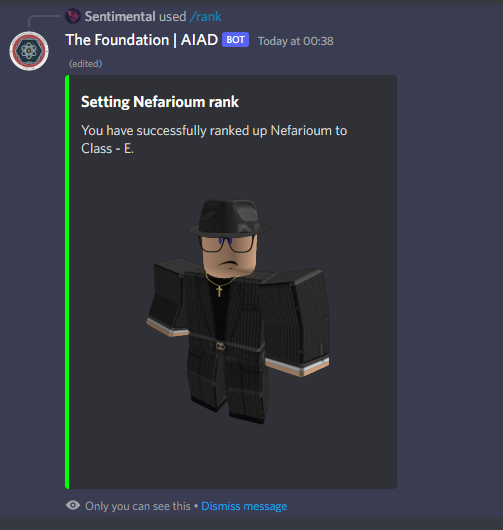 Sentimental used /rank
The Foundation | AIAD BOT Today at 00:38
(edited)
Setting Nefarioum rank
You have successfully ranked up Nefarioum to
Class - E.
Only you can see this • Dismiss message